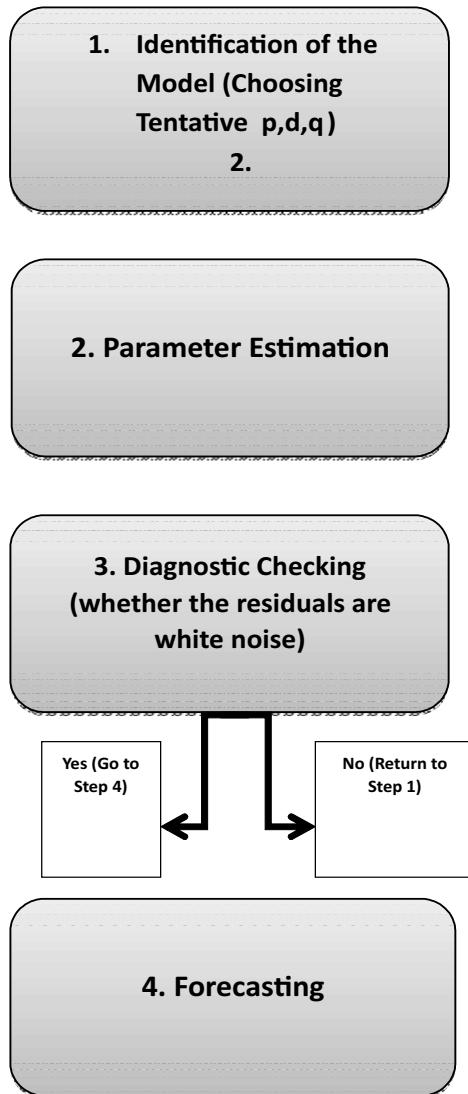 1. Identification of the
Model (Choosing
Tentative p,d,q)
2.
2. Parameter Estimation
3. Diagnostic Checking
(whether the residuals are
white noise)
Yes (Go to
Step 4)
No (Return to
Step 1)
4. Forecasting